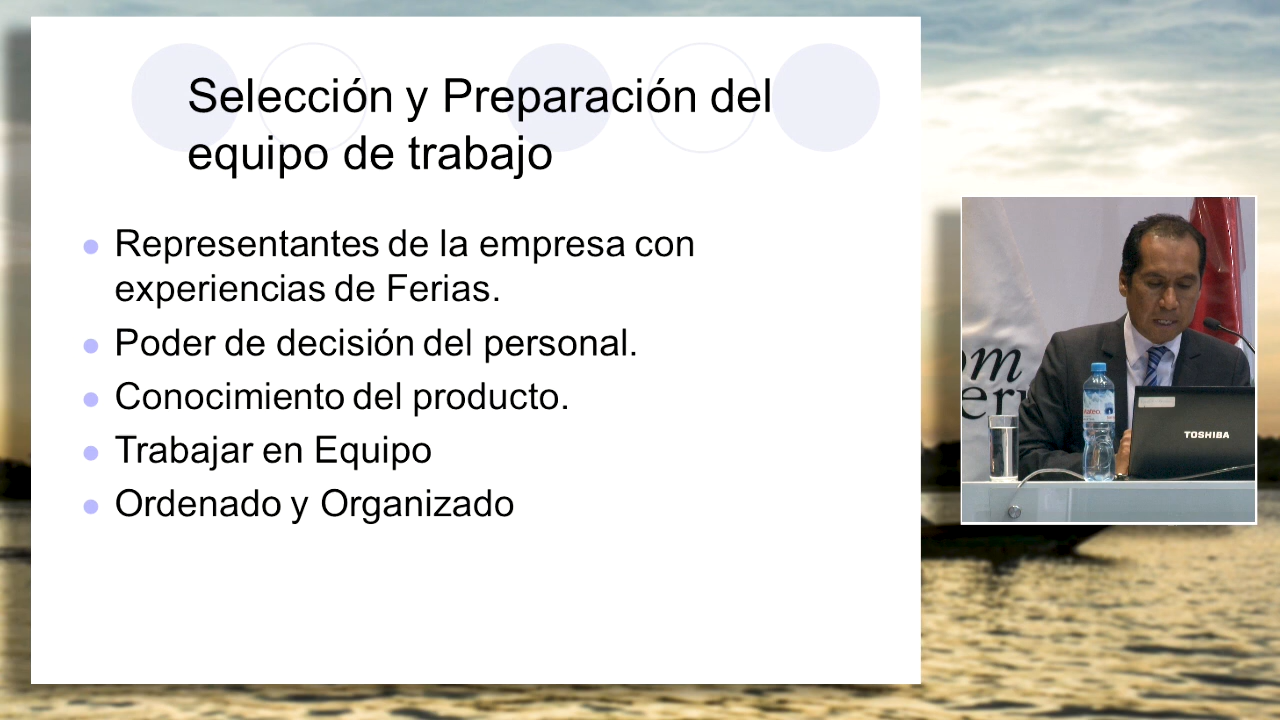 Selección y Preparación del
equipo de trabajo
Representantes de la empresa con
experiencias de Ferias.
Poder de decisión del personal.
Conocimiento del producto.
Trabajar en Equipo
Ordenado y Organizado
TOSHIBA